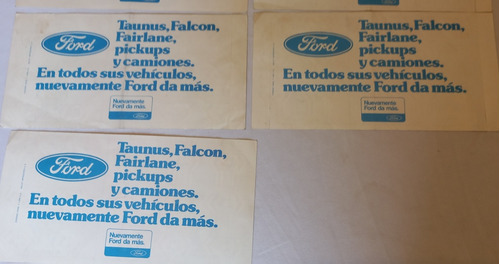 Ford
Taunus, Falcon,
Fairlane,
pickups
y camiones.
En todos sus vehículos,
nuevamente Ford da más.
Nuevamente
Ford da más.
Ford
Ford
Taunus, Falcon,
Fairlane,
pickups
y camiones.
En todos sus vehículos,
nuevamente Ford da más.
Nuevamente
Ford da más.
Ford
Ford
Taunus, Falcon,
Fairlane,
pickups
y camiones.
En todos sus vehículos,
nuevamente Ford da más.
Nuevamente
Ford da más.
Ford